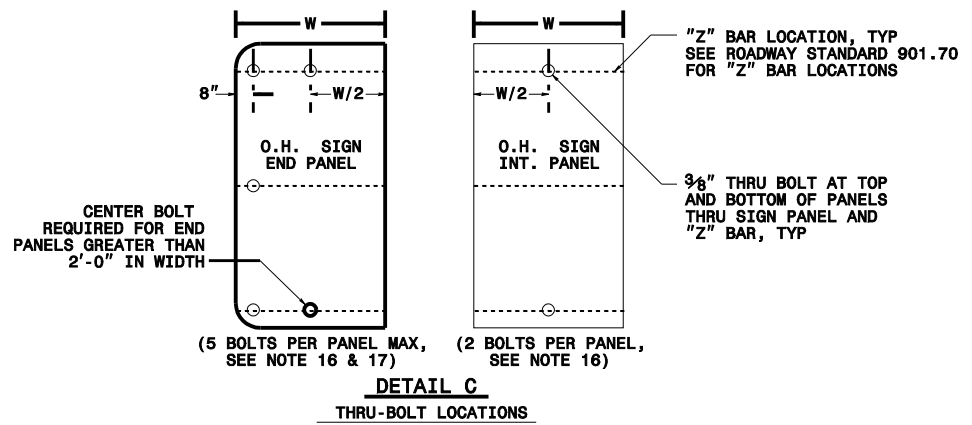 W
W
8"
W/2
W/2
O.H. SIGN
END PANEL
O.H. SIGN
INT. PANEL
"Z" BAR LOCATION, TYP
SEE ROADWAY STANDARD 901.70
FOR "Z" BAR LOCATIONS
3/8" THRU BOLT AT TOP
AND BOTTOM OF PANELS
THRU SIGN PANEL AND
"Z" BAR, TYP
CENTER BOLT
REQUIRED FOR END
PANELS GREATER THAN
2'-0" IN WIDTH
(5 BOLTS PER PANEL MAX,
SEE NOTE 16 & 17)
(2 BOLTS PER PANEL,
SEE NOTE 16)
DETAIL C
THRU-BOLT LOCATIONS